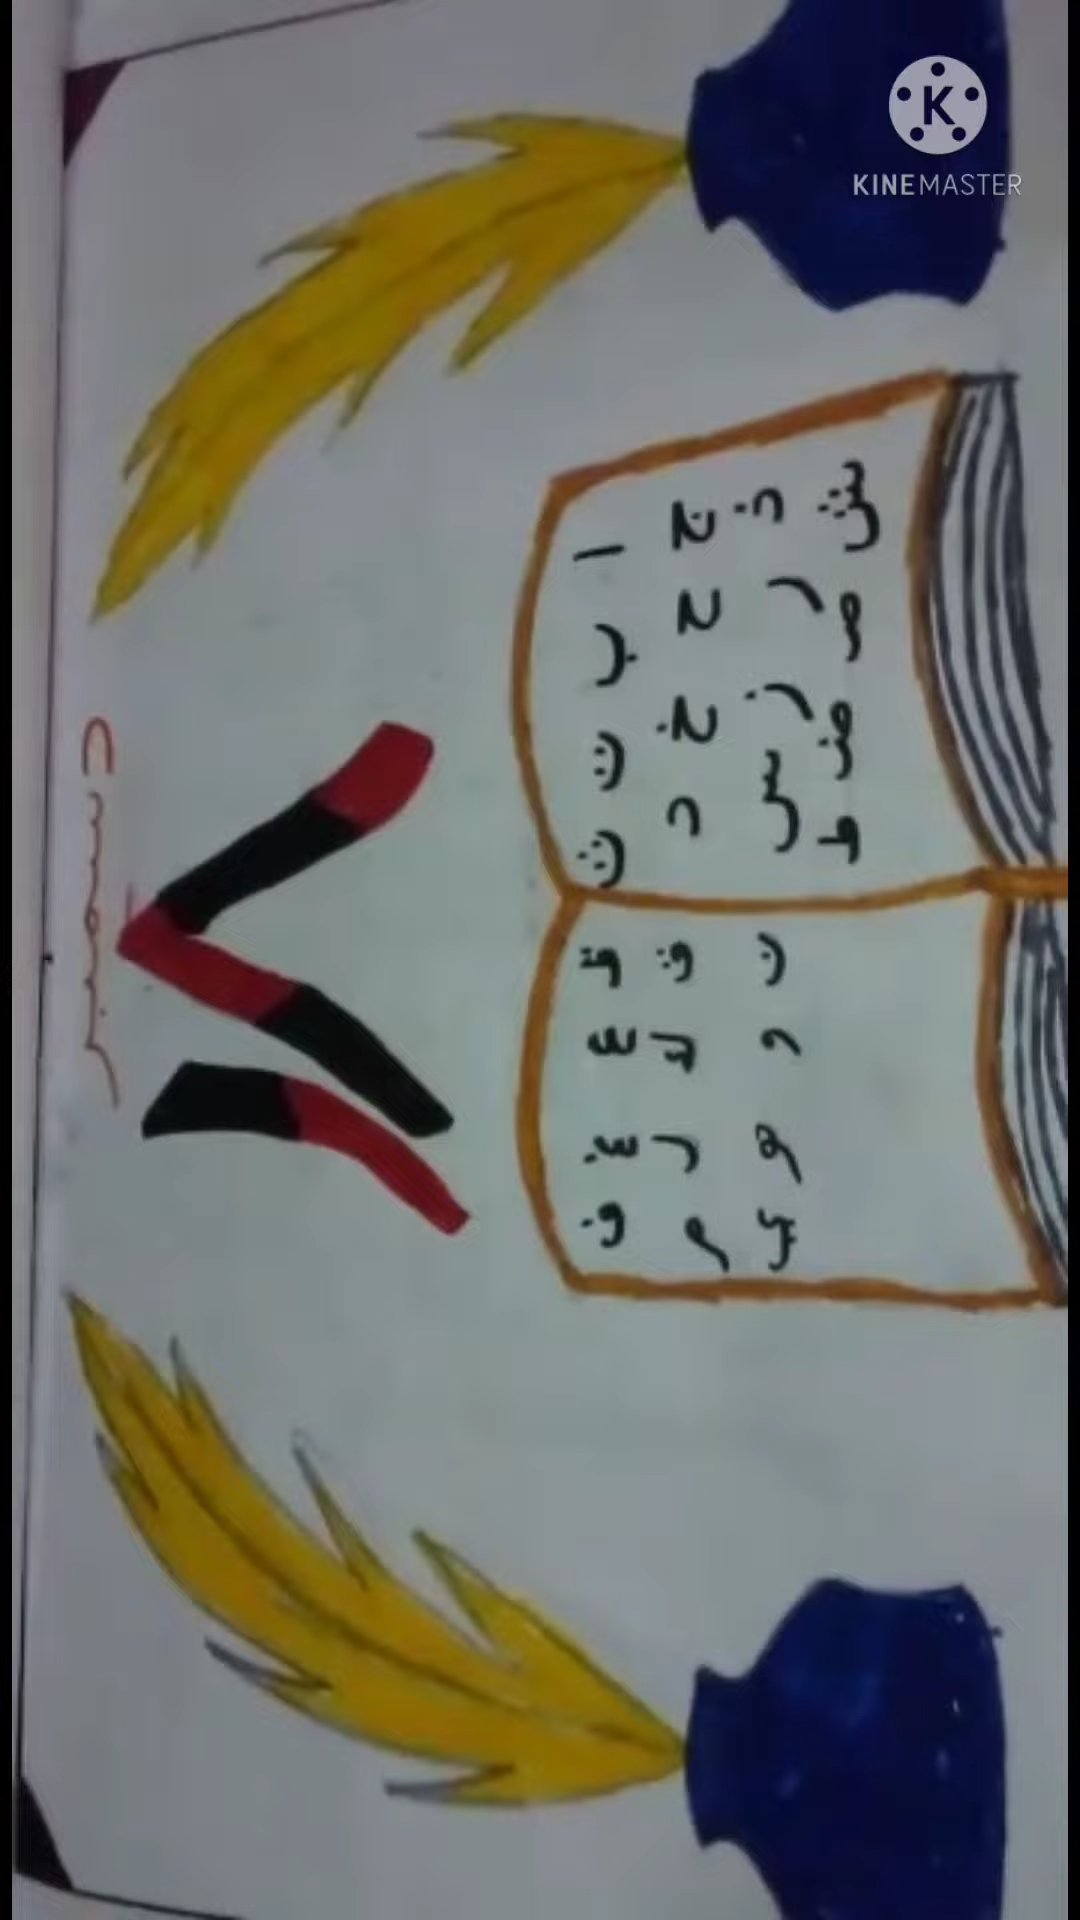 ا ب ت ث
ج ح خ د
ذ ر ز س
ش ص ض ط
ظ ع غ ف
ق ك ل م
ن و ه ي
KINEMASTER